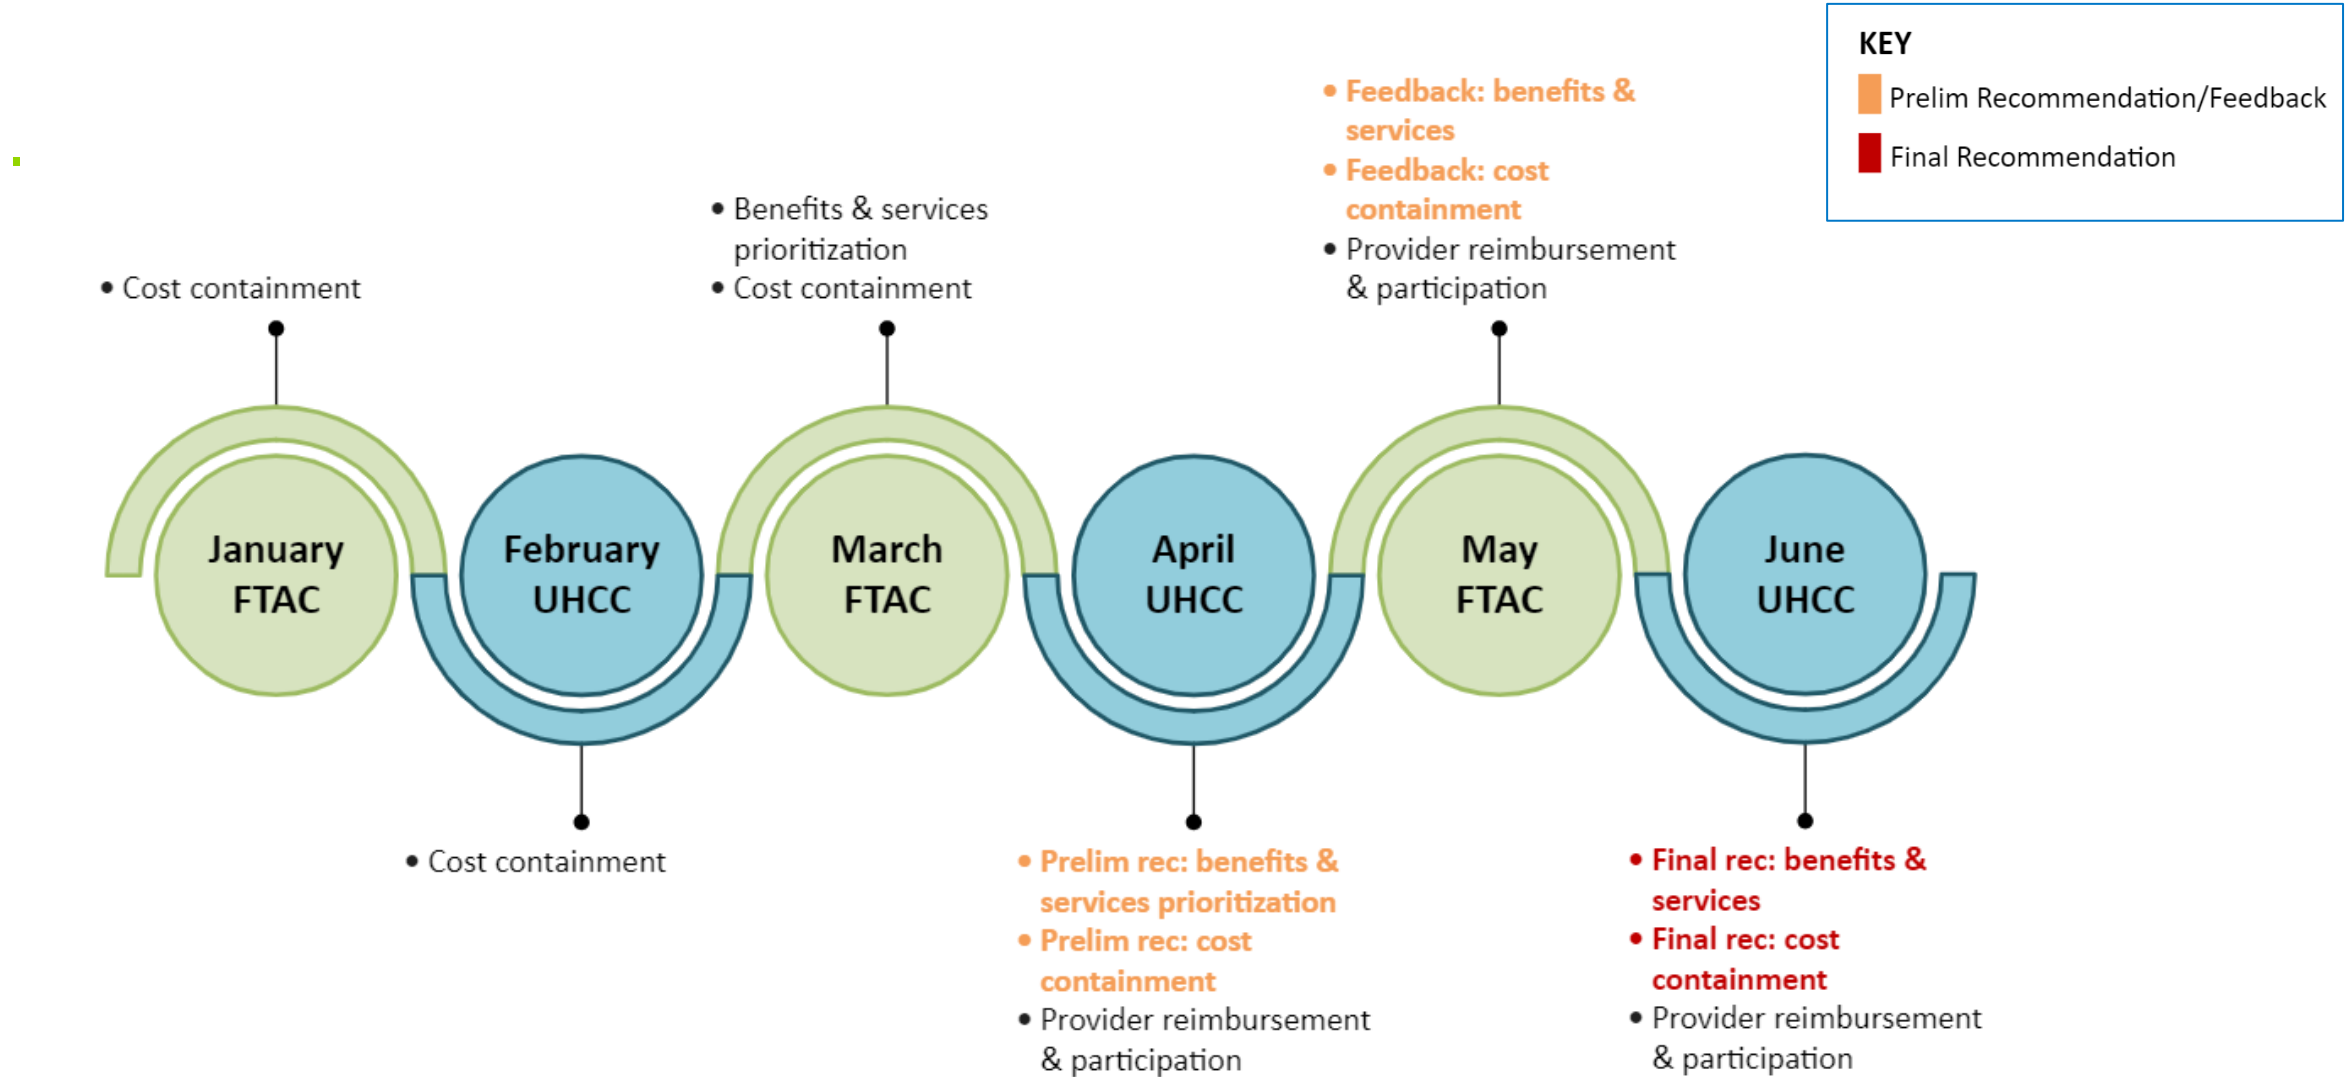 KEY
Prelim Recommendation/Feedback
Final Recommendation
• Cost containment
• Benefits & services
prioritization
• Cost containment
• Feedback: benefits &
services
• Feedback: cost
containment
• Provider reimbursement
& participation
January
FTAC
February
UHCC
March
FTAC
April
UHCC
May
FTAC
June
UHCC
• Cost containment
• Prelim rec: benefits &
services prioritization
• Prelim rec: cost
containment
• Provider reimbursement
& participation
• Final rec: benefits &
services
• Final rec: cost
containment
• Provider reimbursement
& participation